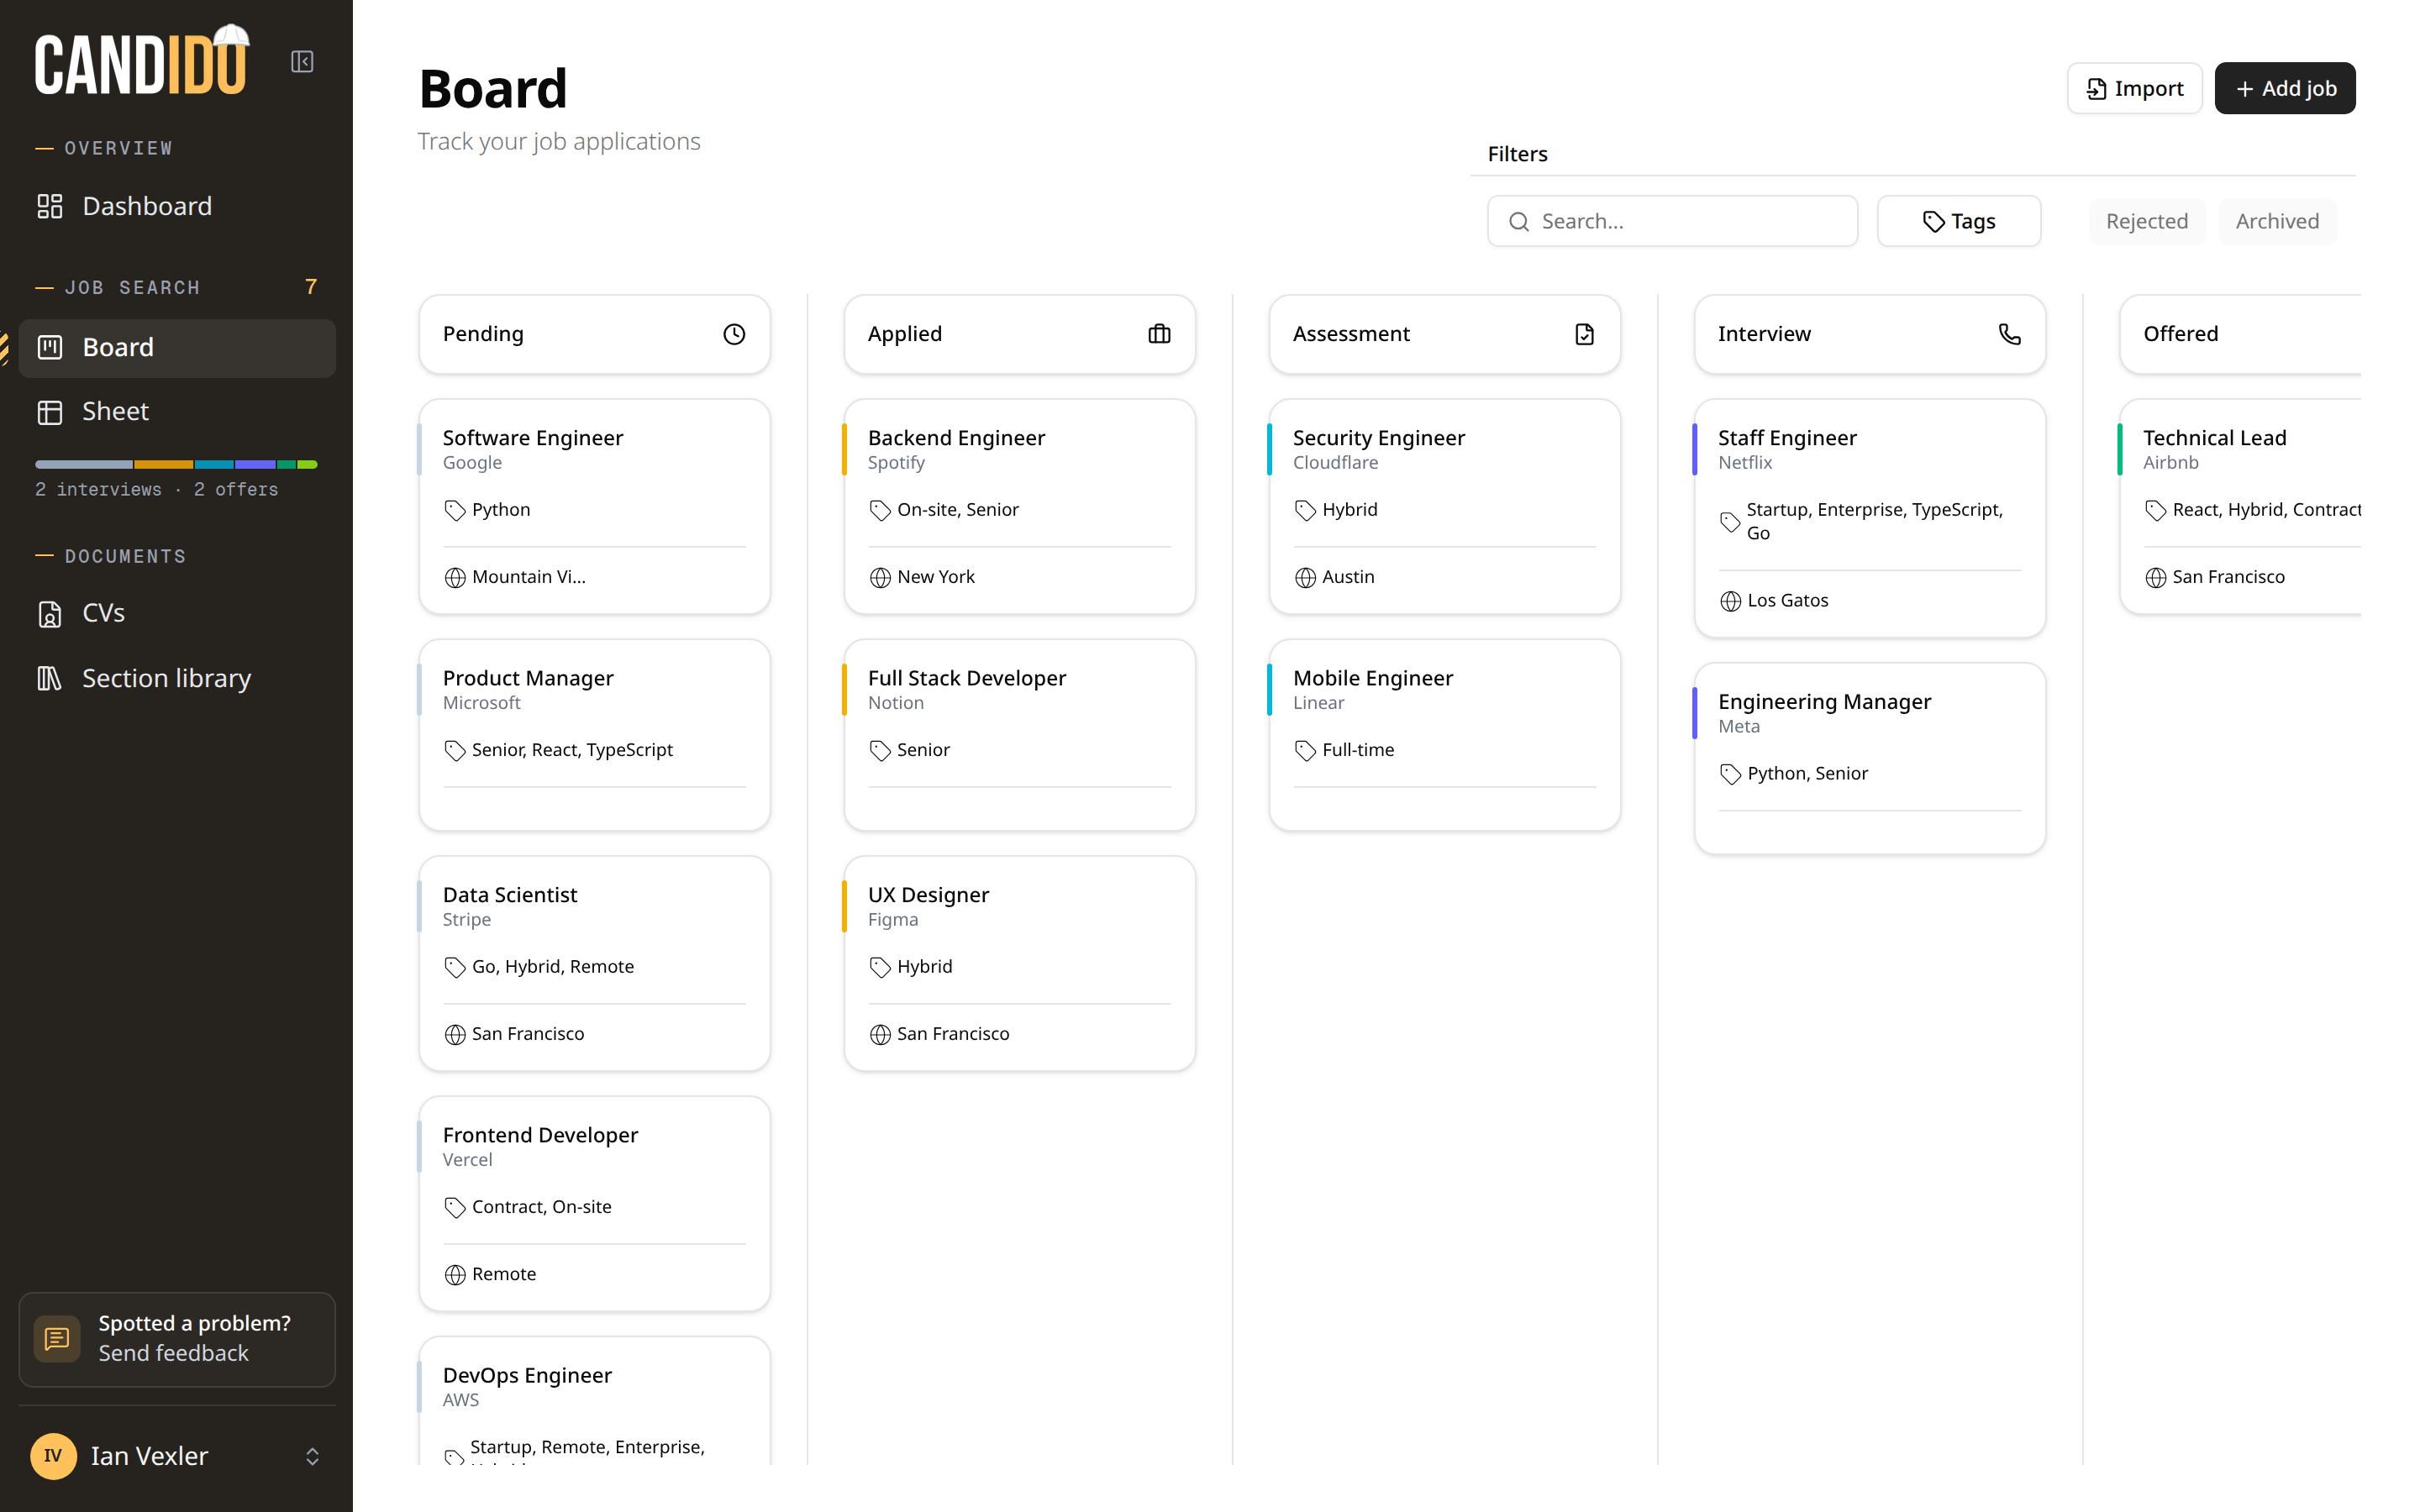 CANDIDO
OVERVIEW
Dashboard
JOB SEARCH 7
Board
Sheet
2 interviews · 2 offers
DOCUMENTS
CVs
Section library
Spotted a problem?
Send feedback
IV Ian Vexler
Board
Track your job applications
Import
Add job
Filters
Search...
Tags
Rejected
Archived
Pending
Software Engineer
Google
Python
Mountain Vi...
Product Manager
Microsoft
Senior, React, TypeScript
Data Scientist
Stripe
Go, Hybrid, Remote
San Francisco
Frontend Developer
Vercel
Contract, On-site
Remote
DevOps Engineer
AWS
Startup, Remote, Enterprise,
Applied
Backend Engineer
Spotify
On-site, Senior
New York
Full Stack Developer
Notion
Senior
UX Designer
Figma
Hybrid
San Francisco
Assessment
Security Engineer
Cloudflare
Hybrid
Austin
Mobile Engineer
Linear
Full-time
Interview
Staff Engineer
Netflix
Startup, Enterprise, TypeScript,
Go
Los Gatos
Engineering Manager
Meta
Python, Senior
Offered
Technical Lead
Airbnb
React, Hybrid, Contract
San Francisco